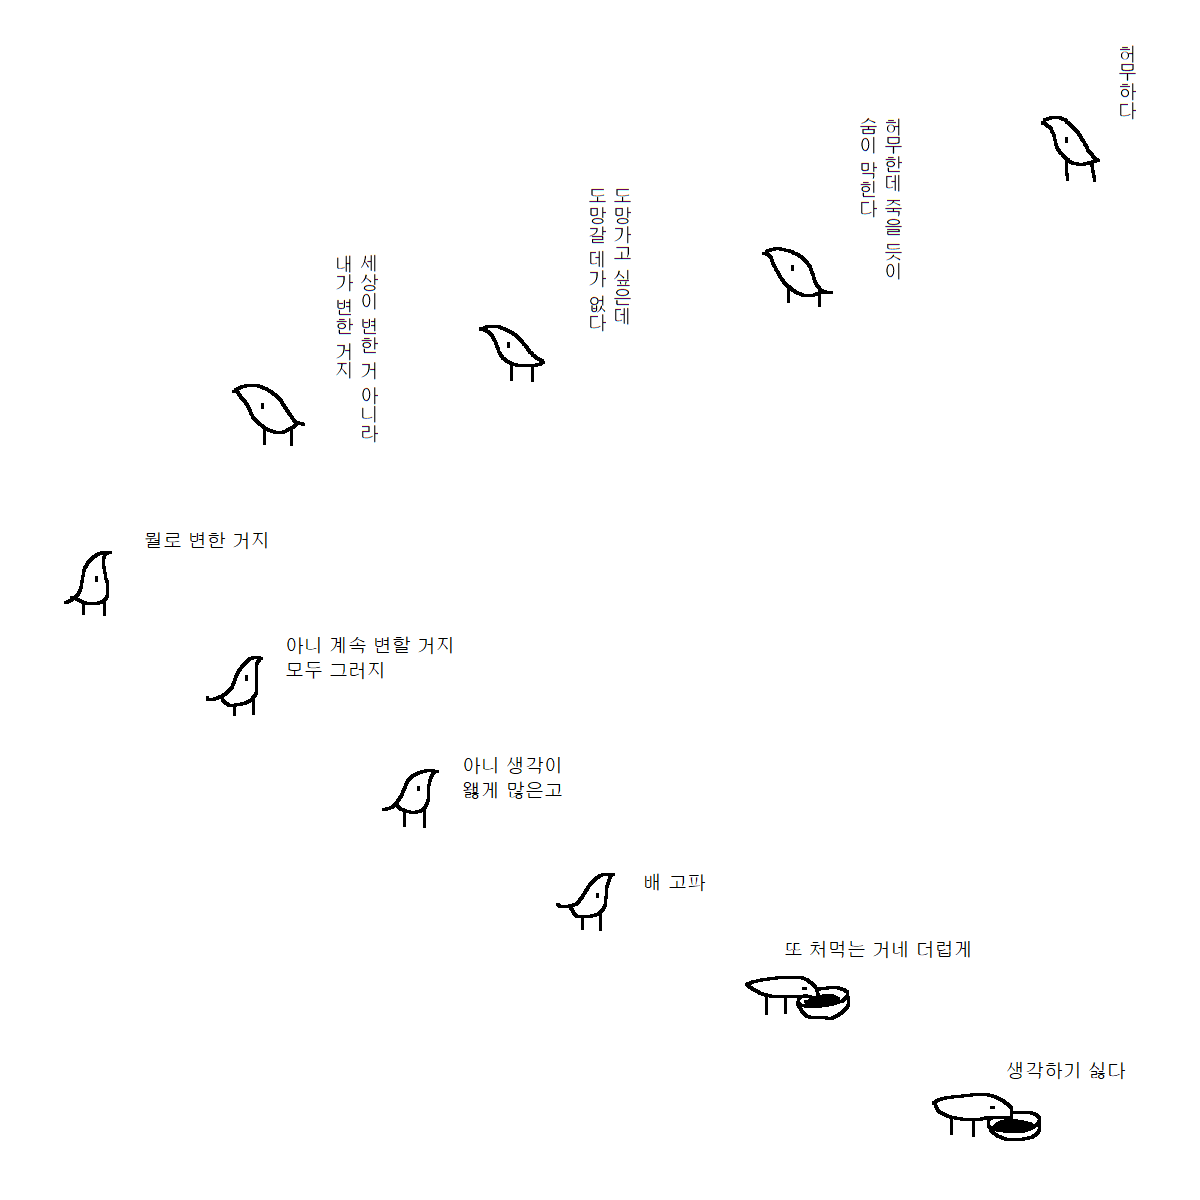 허무하다
허무한데 죽을 듯이
숨이 막힌다
도망가고 싶은데
도망갈 데가 없다
세상이 변한 거 아니라
내가 변한 거지
뭘로 변한 거지
아니 계속 변할 거지
모두 그러지
아니 생각이
왫게 많은고
배 고파
또 처먹는 거네 더럽게
생각하기 싫다